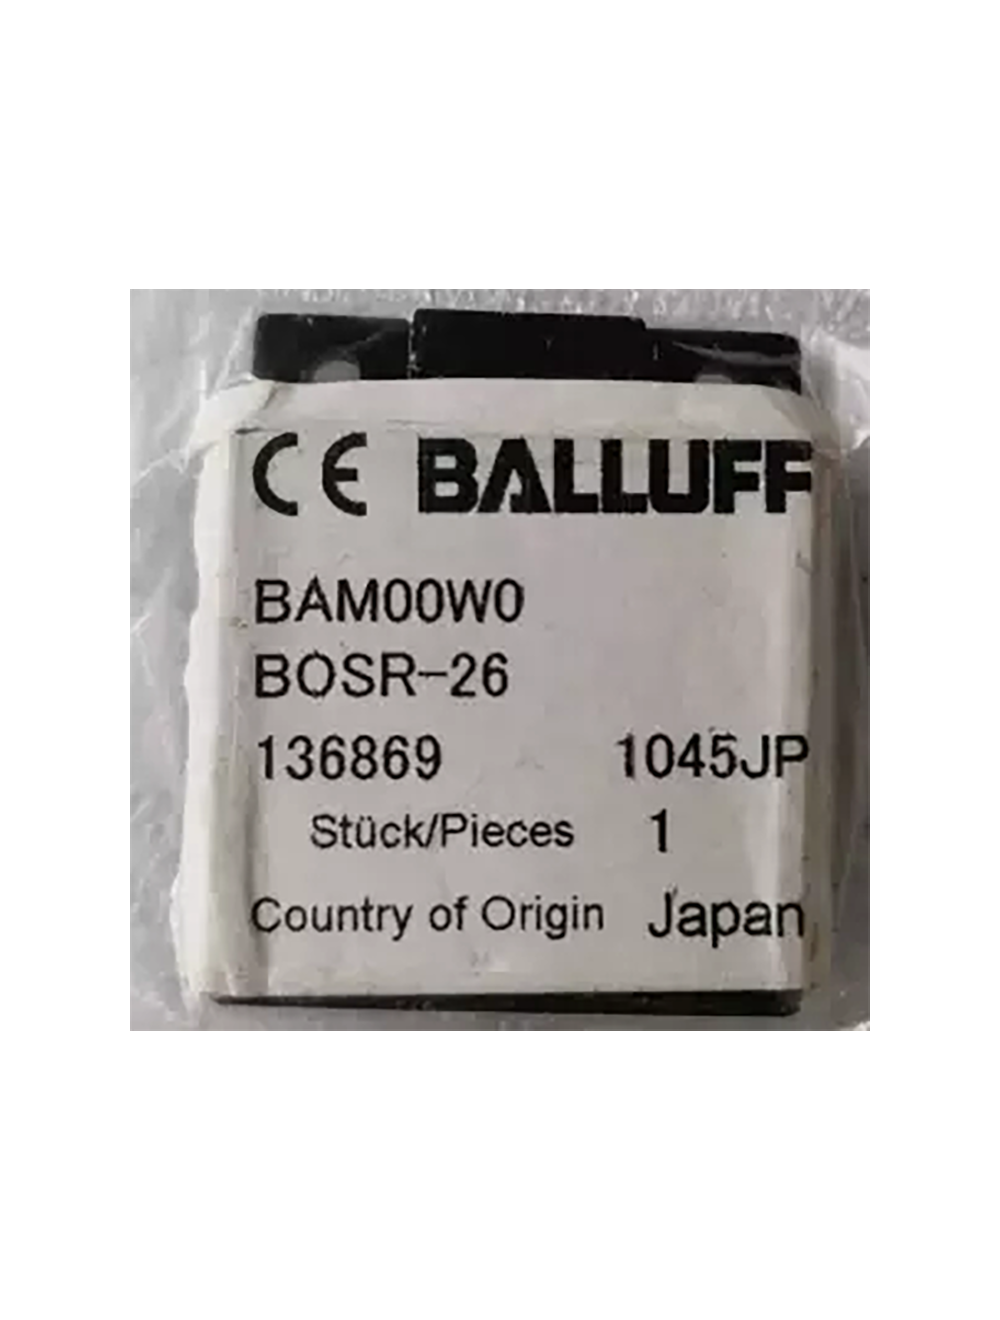 CE BALLUFF
BAM00W0
BOSR-26
136869 1045JP
Stück/Pieces 1
Country of Origin Japan